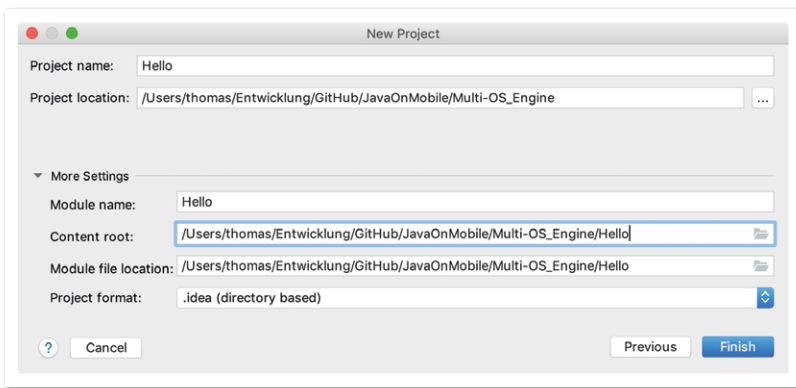 New Project
Project name: Hello
Project location: /Users/thomas/Entwicklung/GitHub/JavaOnMobile/Multi-OS_Engine ...
More Settings
Module name: Hello
Content root: /Users/thomas/Entwicklung/GitHub/JavaOnMobile/Multi-OS_Engine/Hello
Module file location: /Users/thomas/Entwicklung/GitHub/JavaOnMobile/Multi-OS_Engine/Hello
Project format: .idea (directory based)
? Cancel Previous Finish